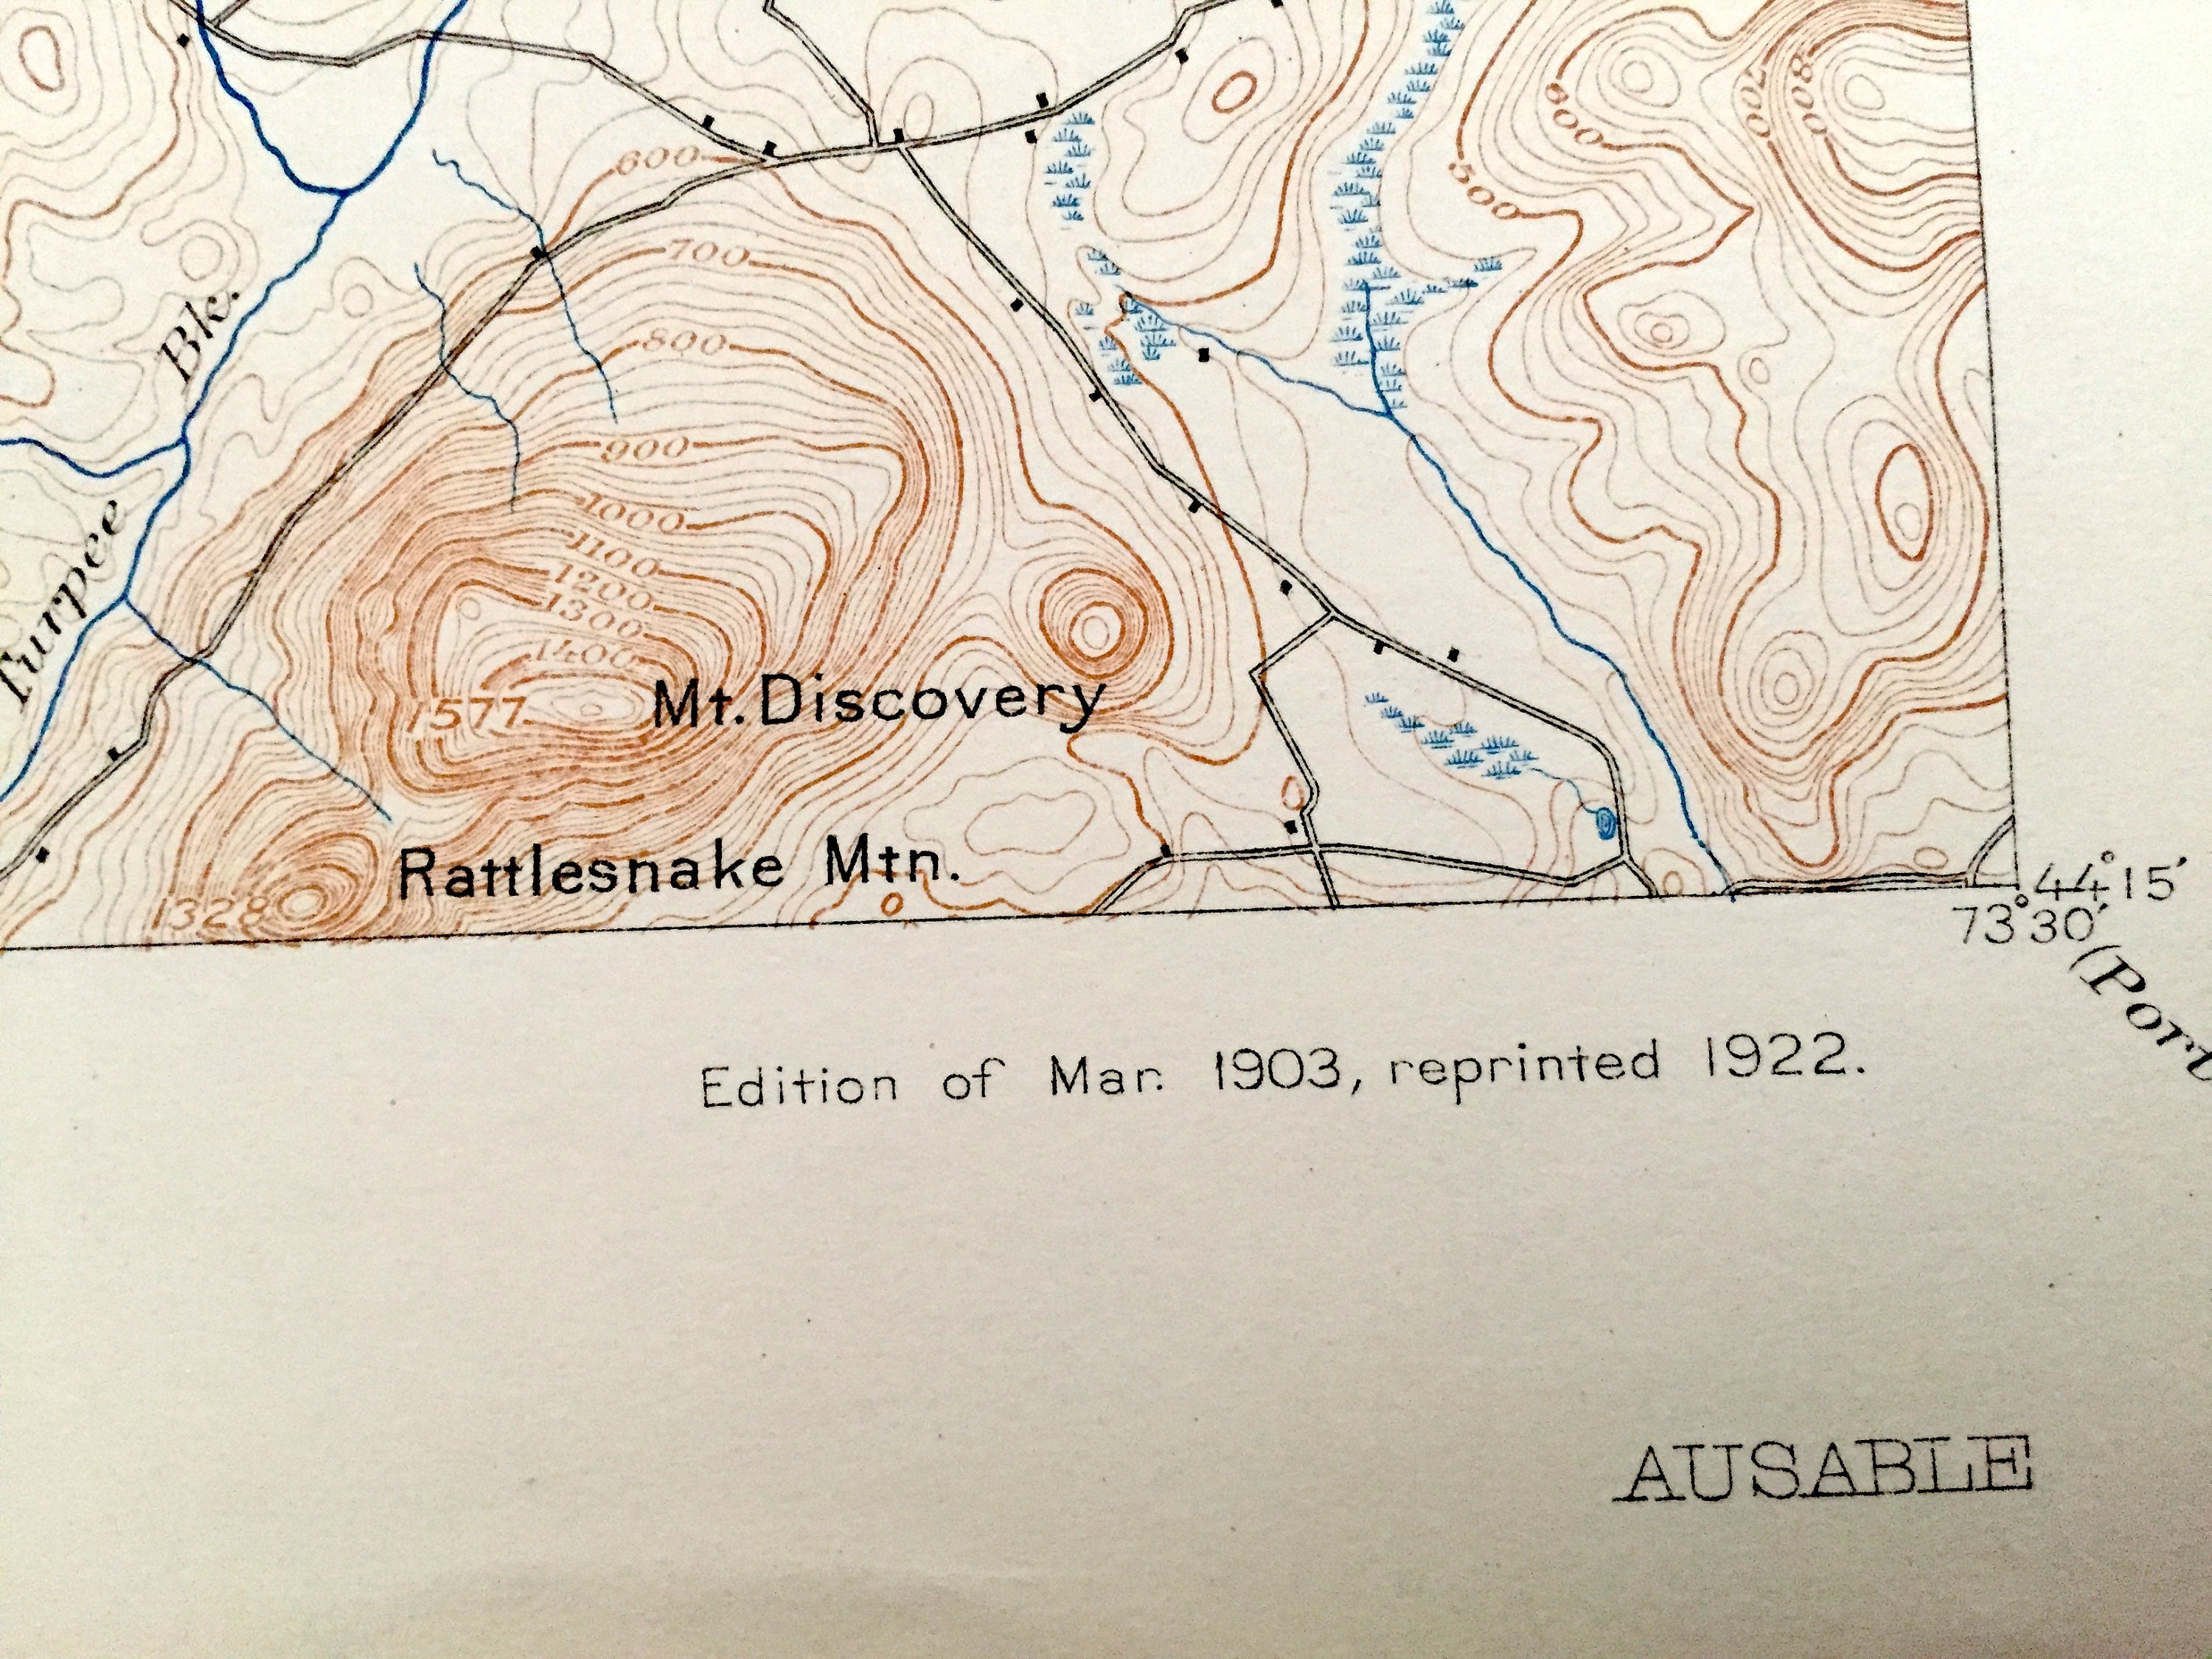 600
700
800
900
1000
1100
1200
1300
1400
1577
Mt. Discovery
Rattlesnake Mtn.
1328
Turpee Bk.
500
600
700
800
44°15′
73°30′
(Port
Edition of Mar. 1903, reprinted 1922.
AUSABLE